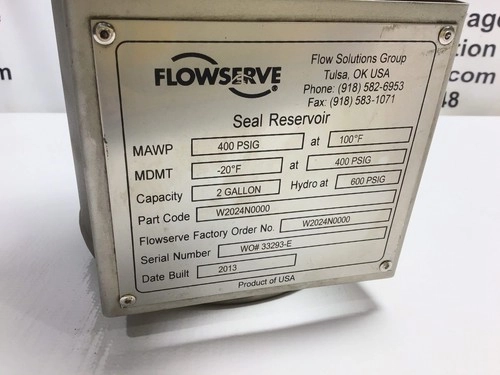 FLOWSERVE
Flow Solutions Group
Tulsa, OK USA
Phone: (918) 582-6953
Fax: (918) 583-1071
Seal Reservoir
MAWP 400 PSIG at 100°F
MDMT -20°F at 400 PSIG
Capacity 2 GALLON Hydro at 600 PSIG
Part Code W2024N0000
Flowserve Factory Order No. W2024N0000
Serial Number WO# 33293-E
Date Built 2013
Product of USA
48